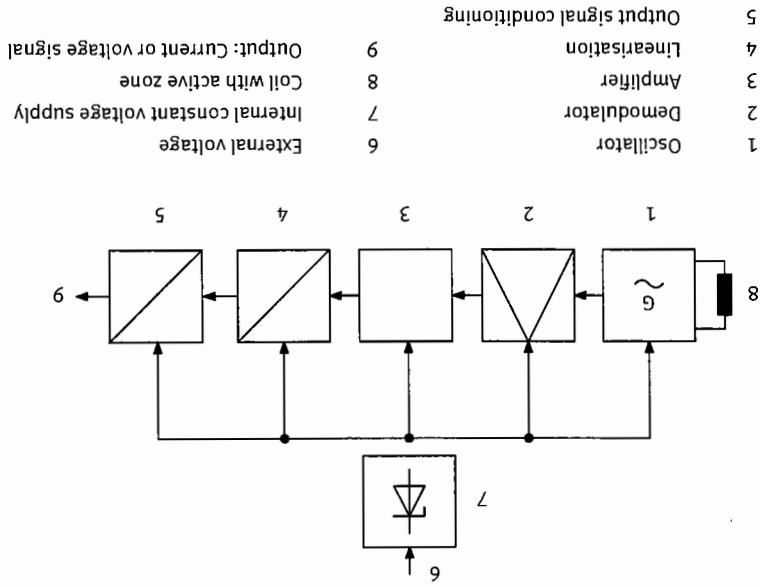 6
7
8
G
9
1 2 3 4 5
1 Oscillator 6 External voltage
2 Demodulator 7 Internal constant voltage supply
3 Amplifier 8 Coil with active zone
4 Linearisation 9 Output: Current or voltage signal
5 Output signal conditioning